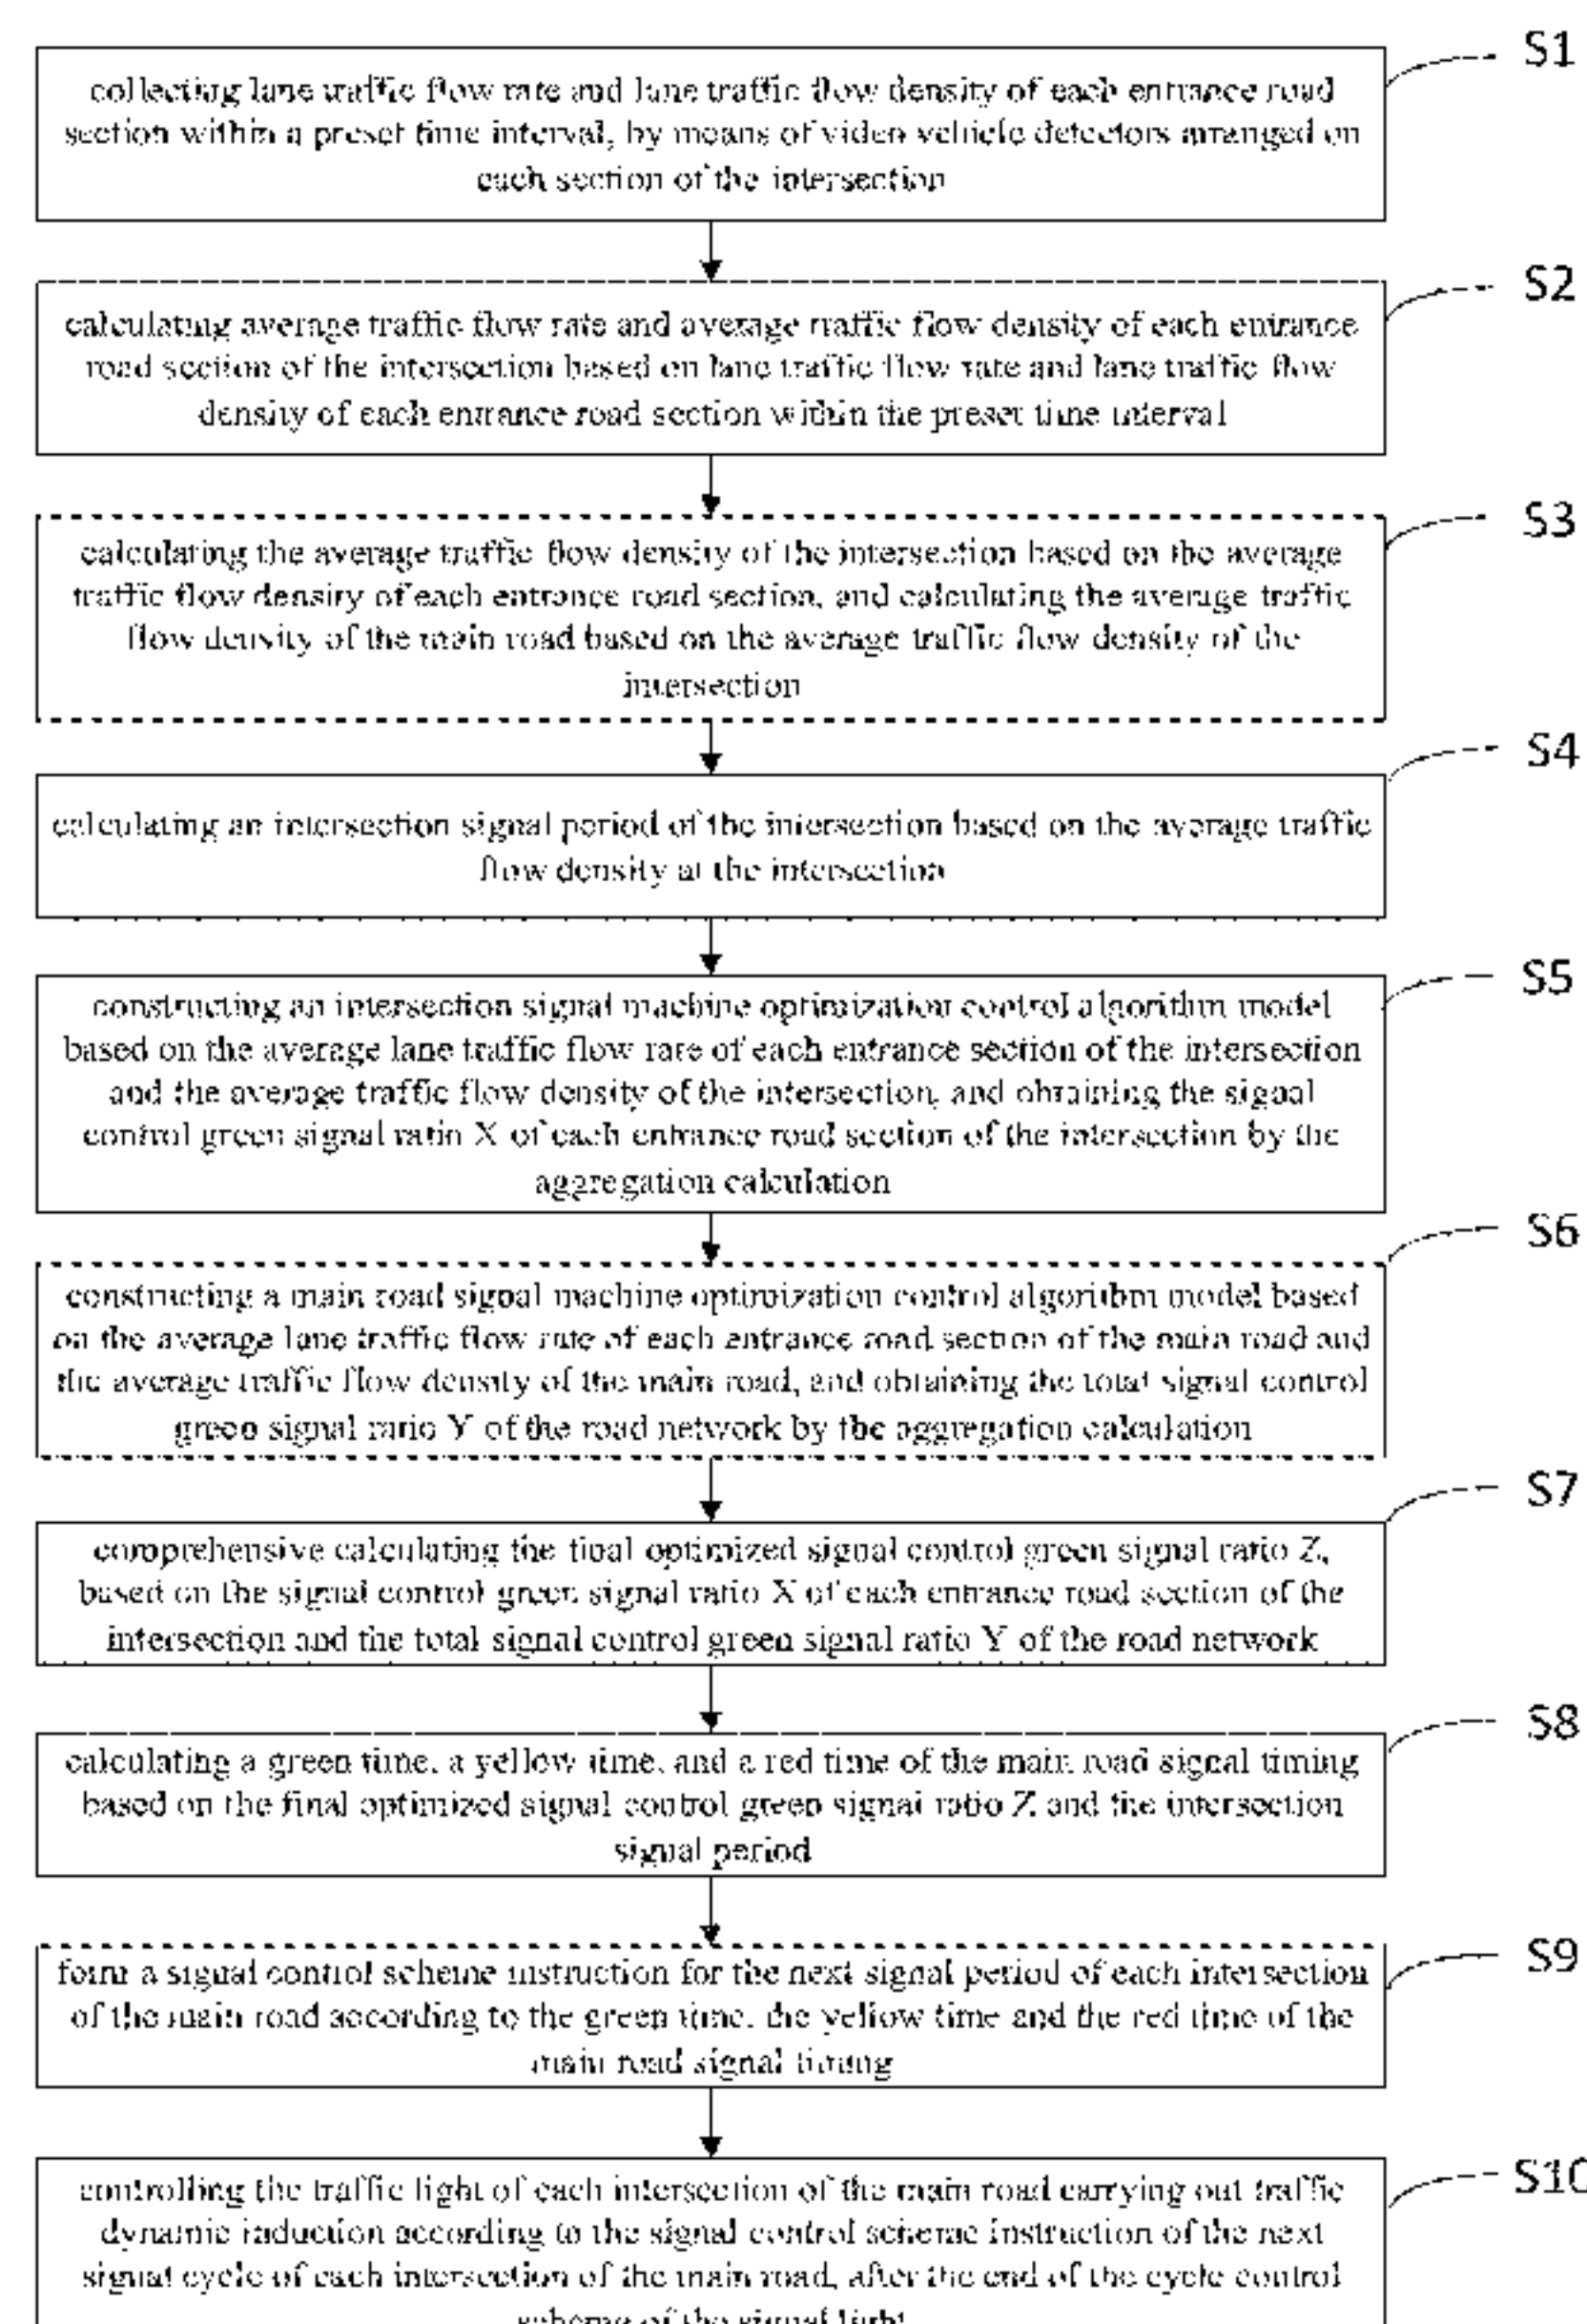 S1
collecting lane traffic flow rate and lane traffic flow density of each entrance road
section within a preset time interval, by means of video vehicle detectors arranged on
each section of the intersection
S2
calculating average traffic flow rate and average traffic flow density of each entrance
road section of the intersection based on lane traffic flow rate and lane traffic flow
density of each entrance road section within the preset time interval
S3
calculating the average traffic flow density of the intersection based on the average
traffic flow density of each entrance road section, and calculating the average traffic
flow density of the main road based on the average traffic flow density of the
intersection
S4
calculating an intersection signal period of the intersection based on the average traffic
flow density at the intersection
S5
constructing an intersection signal machine optimization control algorithm model
based on the average lane traffic flow rate of each entrance section of the intersection
and the average traffic flow density of the intersection, and obtaining the signal
control green signal ratio X of each entrance road section of the intersection by the
aggregation calculation
S6
constructing a main road signal machine optimization control algorithm model based
on the average lane traffic flow rate of each entrance road section of the main road and
the average traffic flow density of the main road, and obtaining the total signal control
green signal ratio Y of the road network by the aggregation calculation
S7
comprehensive calculating the final optimized signal control green signal ratio Z,
based on the signal control green signal ratio X of each entrance road section of the
intersection and the total signal control green signal ratio Y of the road network
S8
calculating a green time, a yellow time, and a red time of the main road signal timing
based on the final optimized signal control green signal ratio Z and the intersection
signal period
S9
form a signal control scheme instruction for the next signal period of each intersection
of the main road according to the green time, the yellow time and the red time of the
main road signal timing
S10
controlling the traffic light of each intersection of the main road carrying out traffic
dynamic induction according to the signal control scheme instruction of the next
signal cycle of each intersection of the main road, after the end of the cycle control
scheme of the signal light